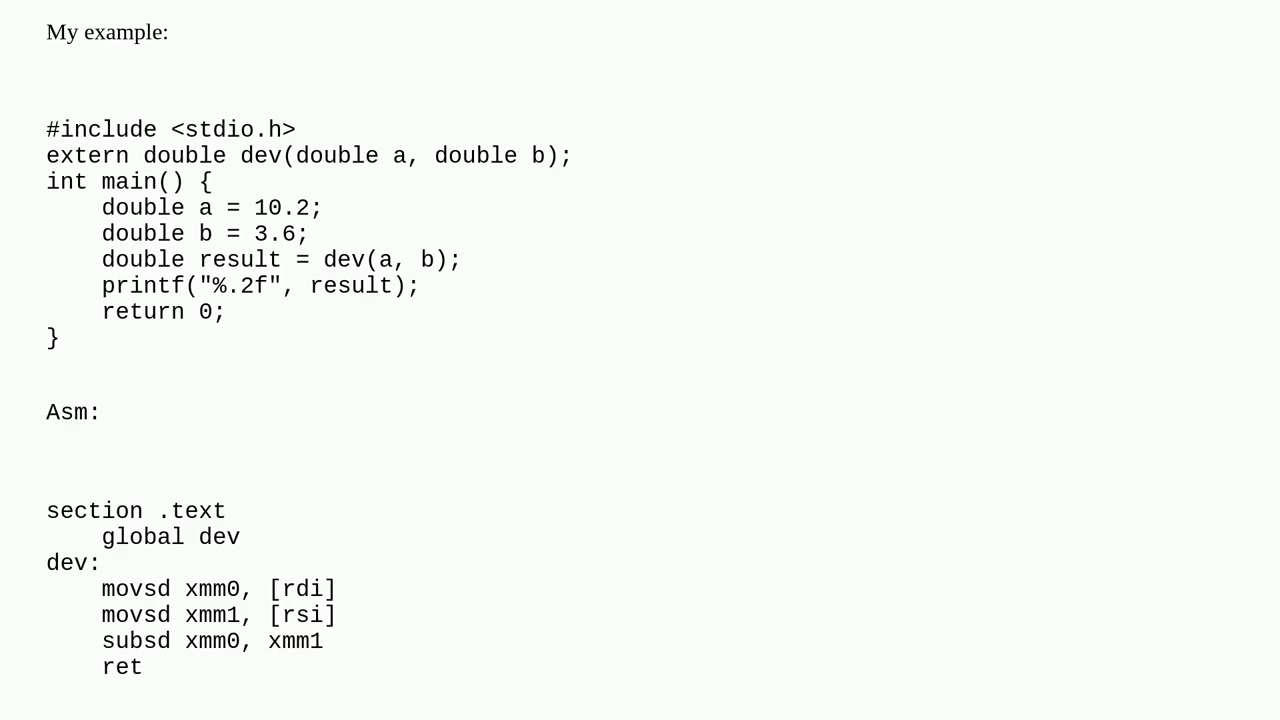 My example:
#include <stdio.h>
extern double dev(double a, double b);
int main() {
    double a = 10.2;
    double b = 3.6;
    double result = dev(a, b);
    printf("%.2f", result);
    return 0;
}
Asm:
section .text
    global dev
dev:
    movsd xmm0, [rdi]
    movsd xmm1, [rsi]
    subsd xmm0, xmm1
    ret